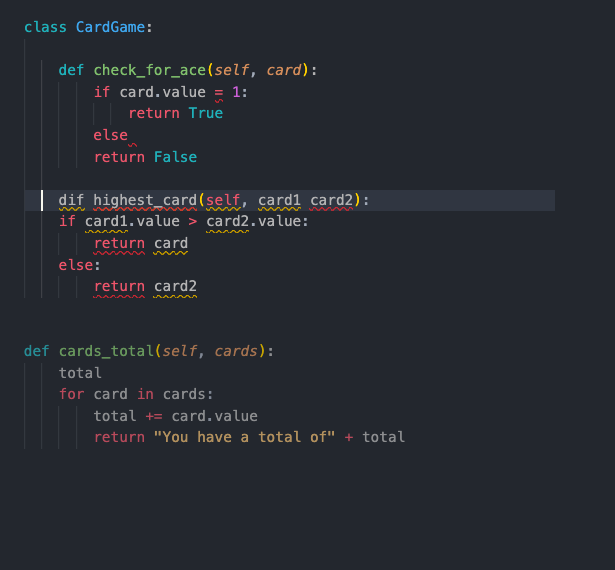 class CardGame:
    def check_for_ace(self, card):
        if card.value = 1:
            return True
        else
        return False
    dif highest_card(self, card1 card2):
    if card1.value > card2.value:
        return card
    else:
        return card2
def cards_total(self, cards):
    total
    for card in cards:
        total += card.value
        return "You have a total of" + total